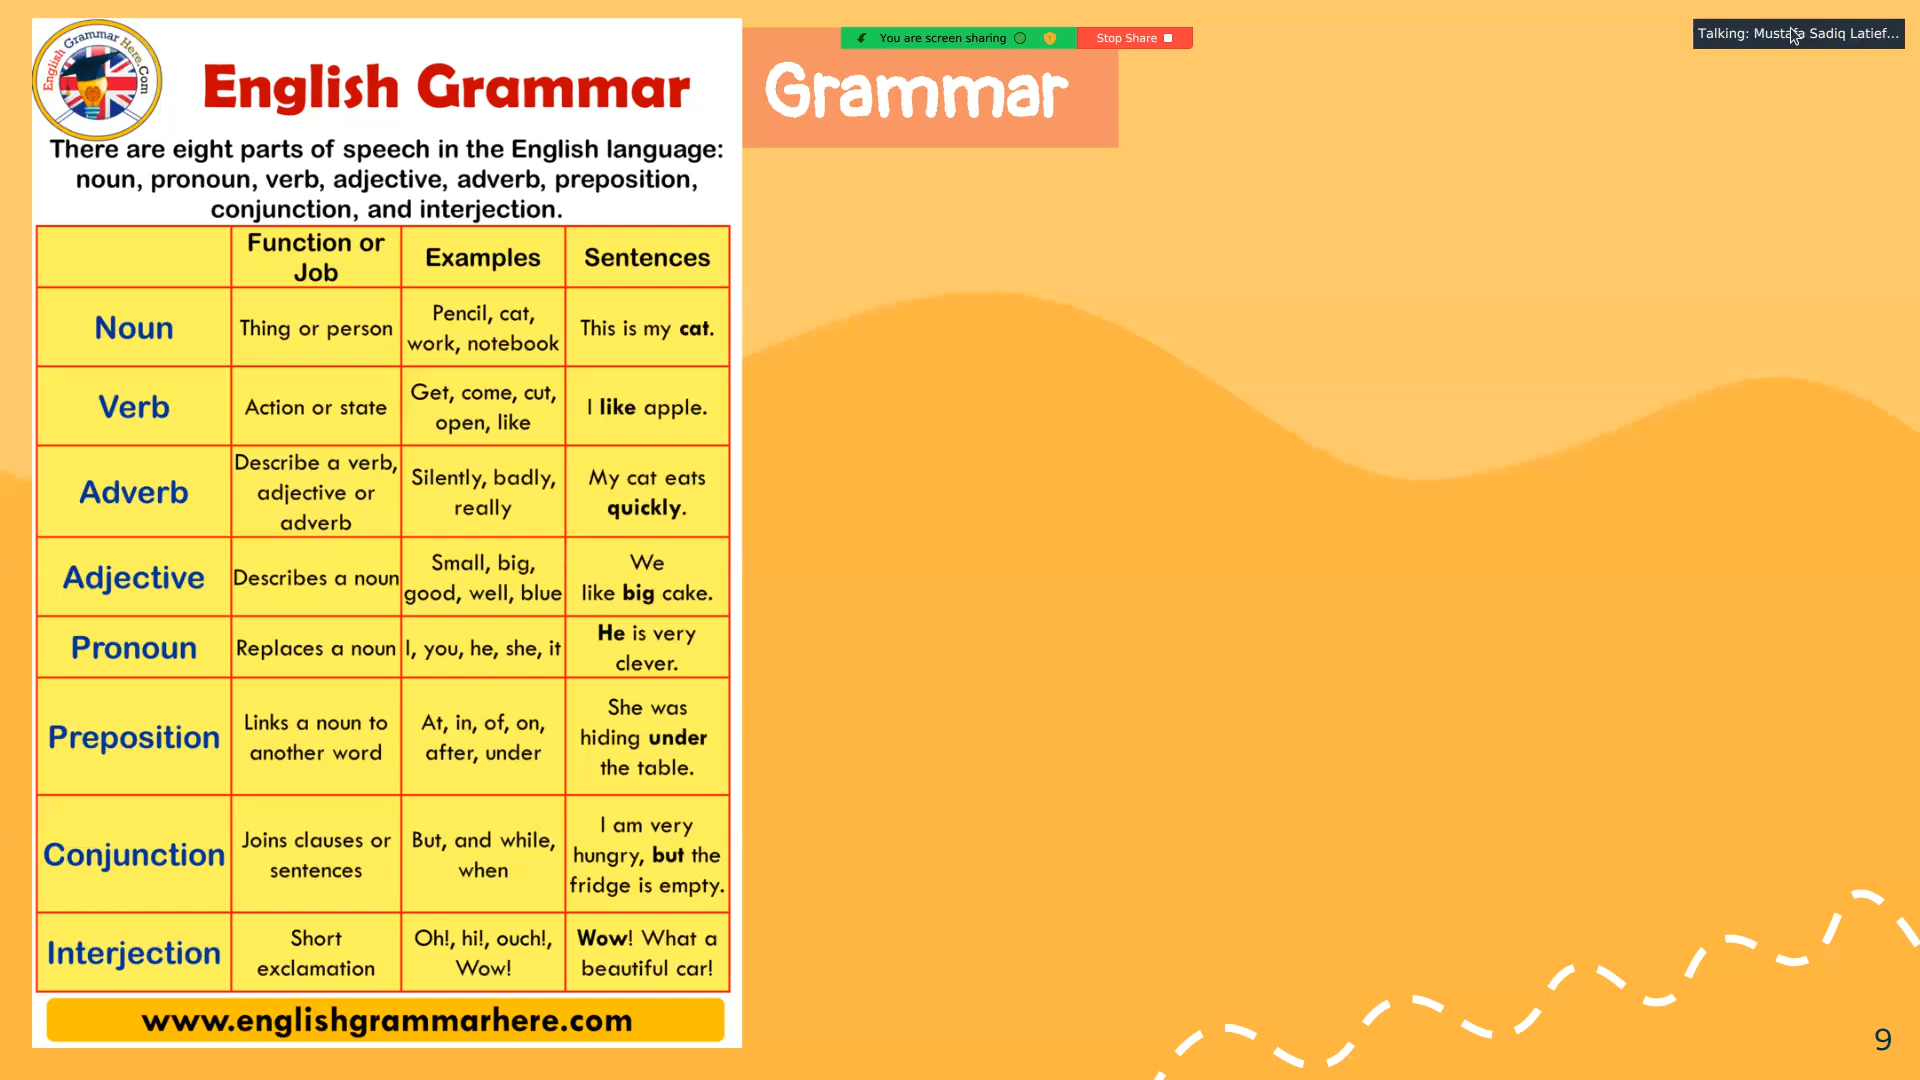 You are screen sharing
Stop Share
Talking: Mustafa Sadiq Latief...
English Grammar Here.Com
English Grammar
Grammar
There are eight parts of speech in the English language:
noun, pronoun, verb, adjective, adverb, preposition,
conjunction, and interjection.
Function or
Job
Examples
Sentences
Noun
Thing or person
Pencil, cat,
work, notebook
This is my cat.
Verb
Action or state
Get, come, cut,
open, like
I like apple.
Adverb
Describe a verb,
adjective or
adverb
Silently, badly,
really
My cat eats
quickly.
Adjective
Describes a noun
Small, big,
good, well, blue
We
like big cake.
Pronoun
Replaces a noun
I, you, he, she, it
He is very
clever.
Preposition
Links a noun to
another word
At, in, of, on,
after, under
She was
hiding under
the table.
Conjunction
Joins clauses or
sentences
But, and while,
when
I am very
hungry, but the
fridge is empty.
Interjection
Short
exclamation
Oh!, hi!, ouch!,
Wow!
Wow! What a
beautiful car!
www.englishgrammarhere.com
9